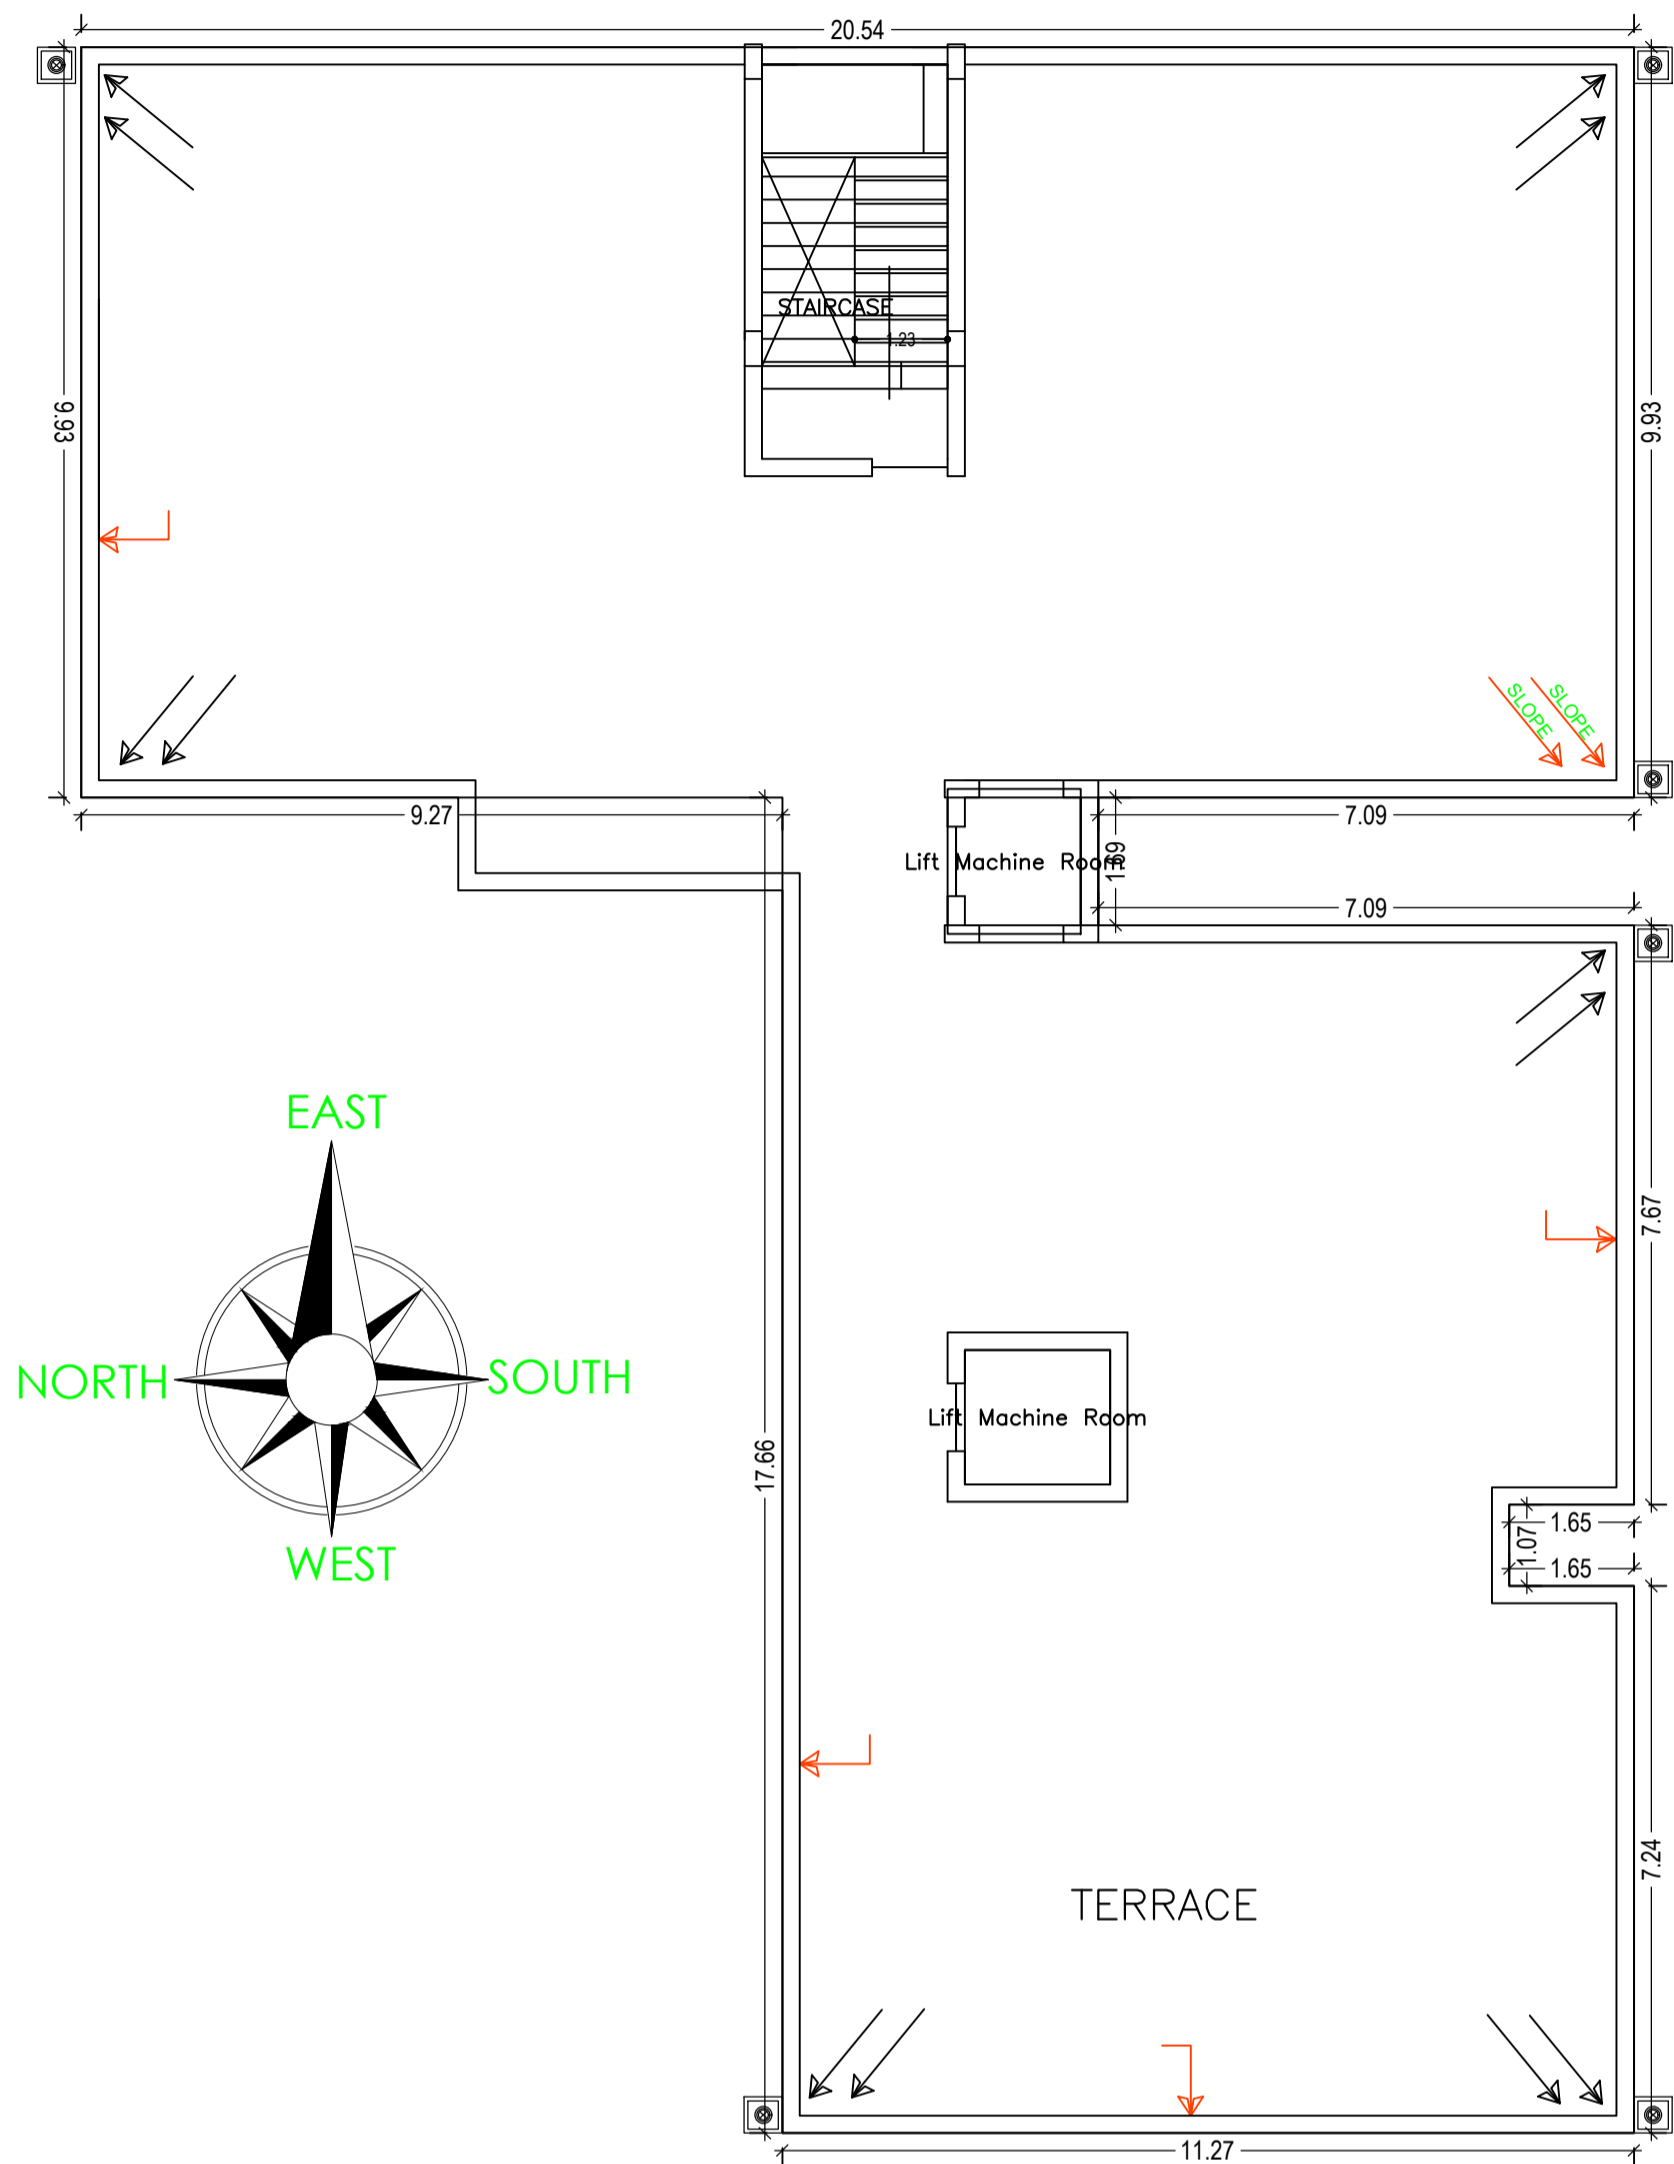 20.54
STAIRCASE
1.23
9.93
9.93
SLOPE
SLOPE
9.27
7.09
Lift Machine Room
1.69
7.09
EAST
NORTH
SOUTH
WEST
7.67
Lift Machine Room
17.66
1.65
1.07
1.65
7.24
TERRACE
11.27